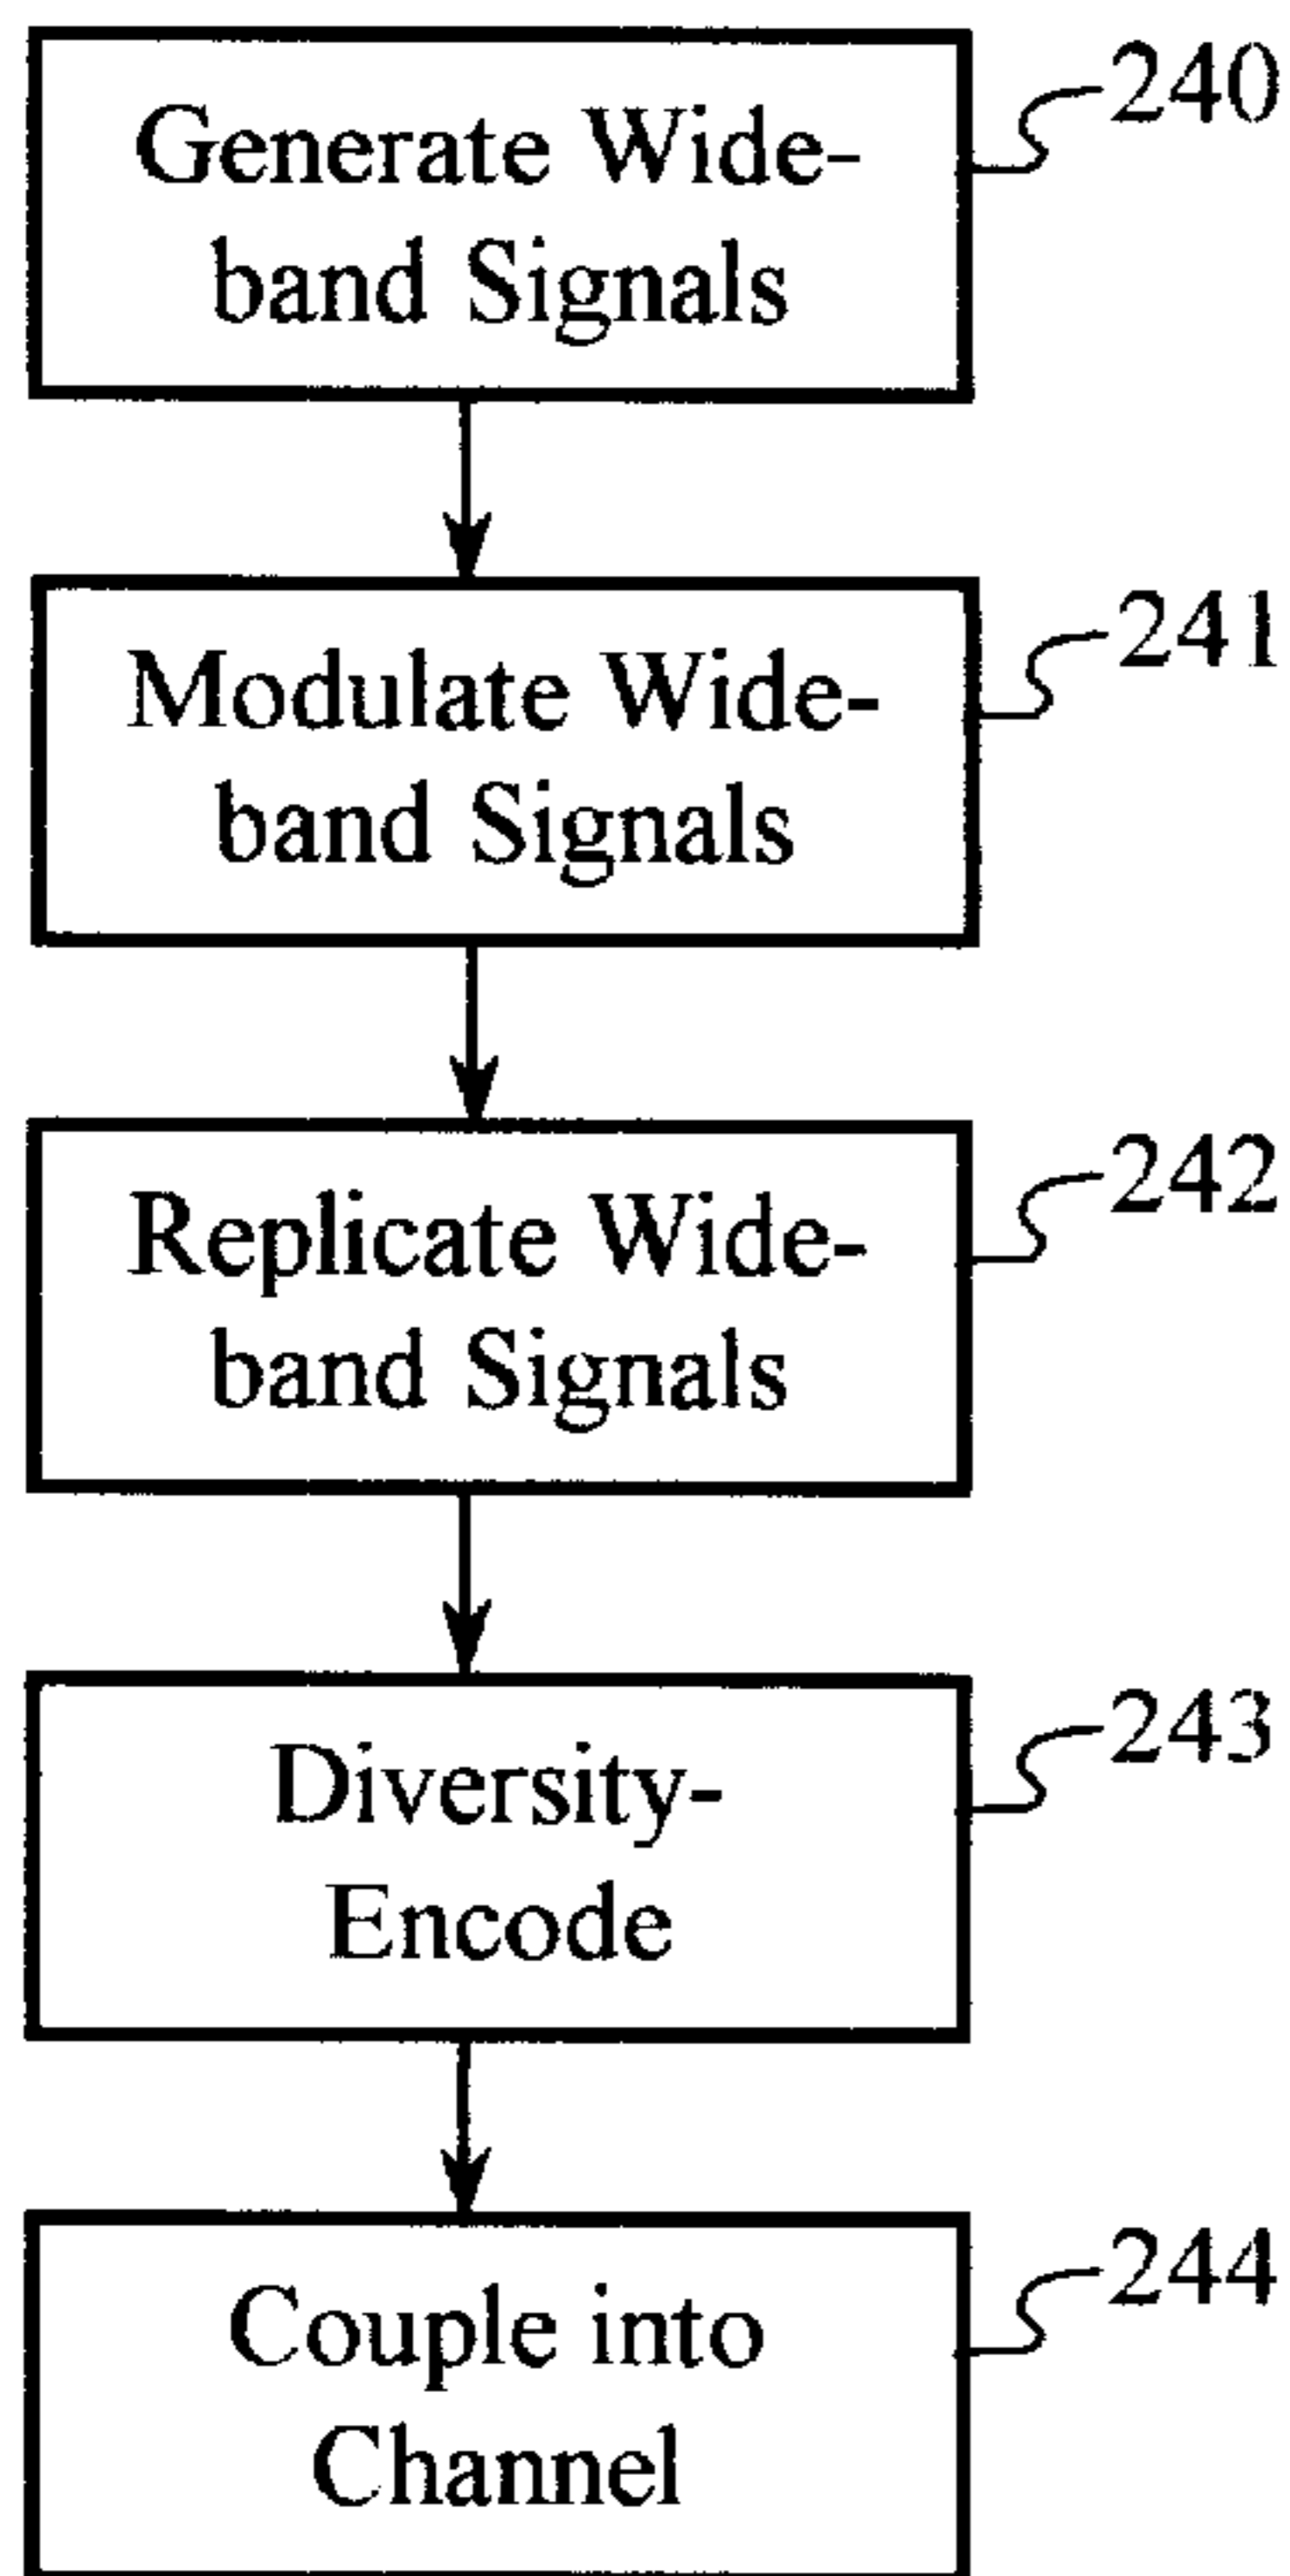 Generate Wide-
band Signals
240
Modulate Wide-
band Signals
241
Replicate Wide-
band Signals
242
Diversity-
Encode
243
Couple into
Channel
244